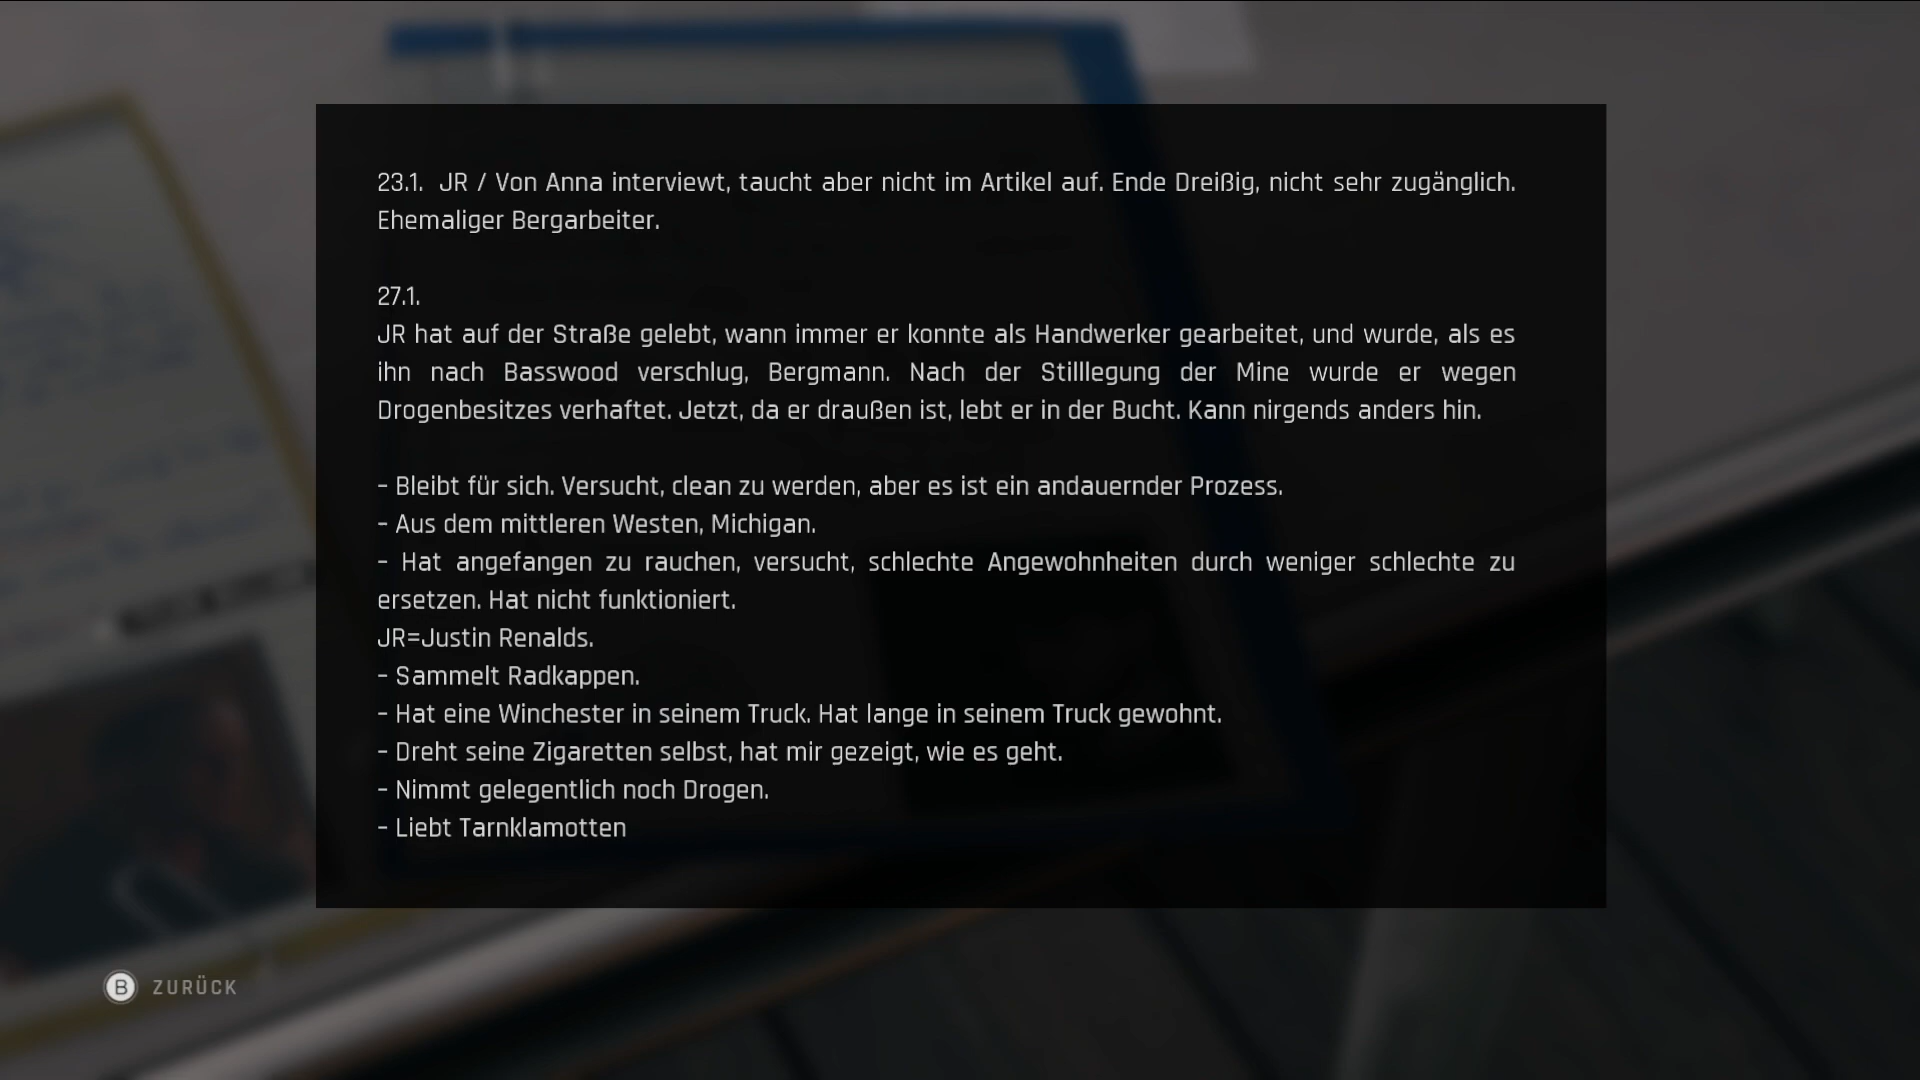 23.1. JR / Von Anna interviewt, taucht aber nicht im Artikel auf. Ende Dreißig, nicht sehr zugänglich.
Ehemaliger Bergarbeiter.
27.1.
JR hat auf der Straße gelebt, wann immer er konnte als Handwerker gearbeitet, und wurde, als es
ihn nach Basswood verschlug, Bergmann. Nach der Stilllegung der Mine wurde er wegen
Drogenbesitzes verhaftet. Jetzt, da er draußen ist, lebt er in der Bucht. Kann nirgends anders hin.
- Bleibt für sich. Versucht, clean zu werden, aber es ist ein andauernder Prozess.
- Aus dem mittleren Westen, Michigan.
- Hat angefangen zu rauchen, versucht, schlechte Angewohnheiten durch weniger schlechte zu
ersetzen. Hat nicht funktioniert.
JR=Justin Renalds.
- Sammelt Radkappen.
- Hat eine Winchester in seinem Truck. Hat lange in seinem Truck gewohnt.
- Dreht seine Zigaretten selbst, hat mir gezeigt, wie es geht.
- Nimmt gelegentlich noch Drogen.
- Liebt Tarnklamotten
B ZURÜCK